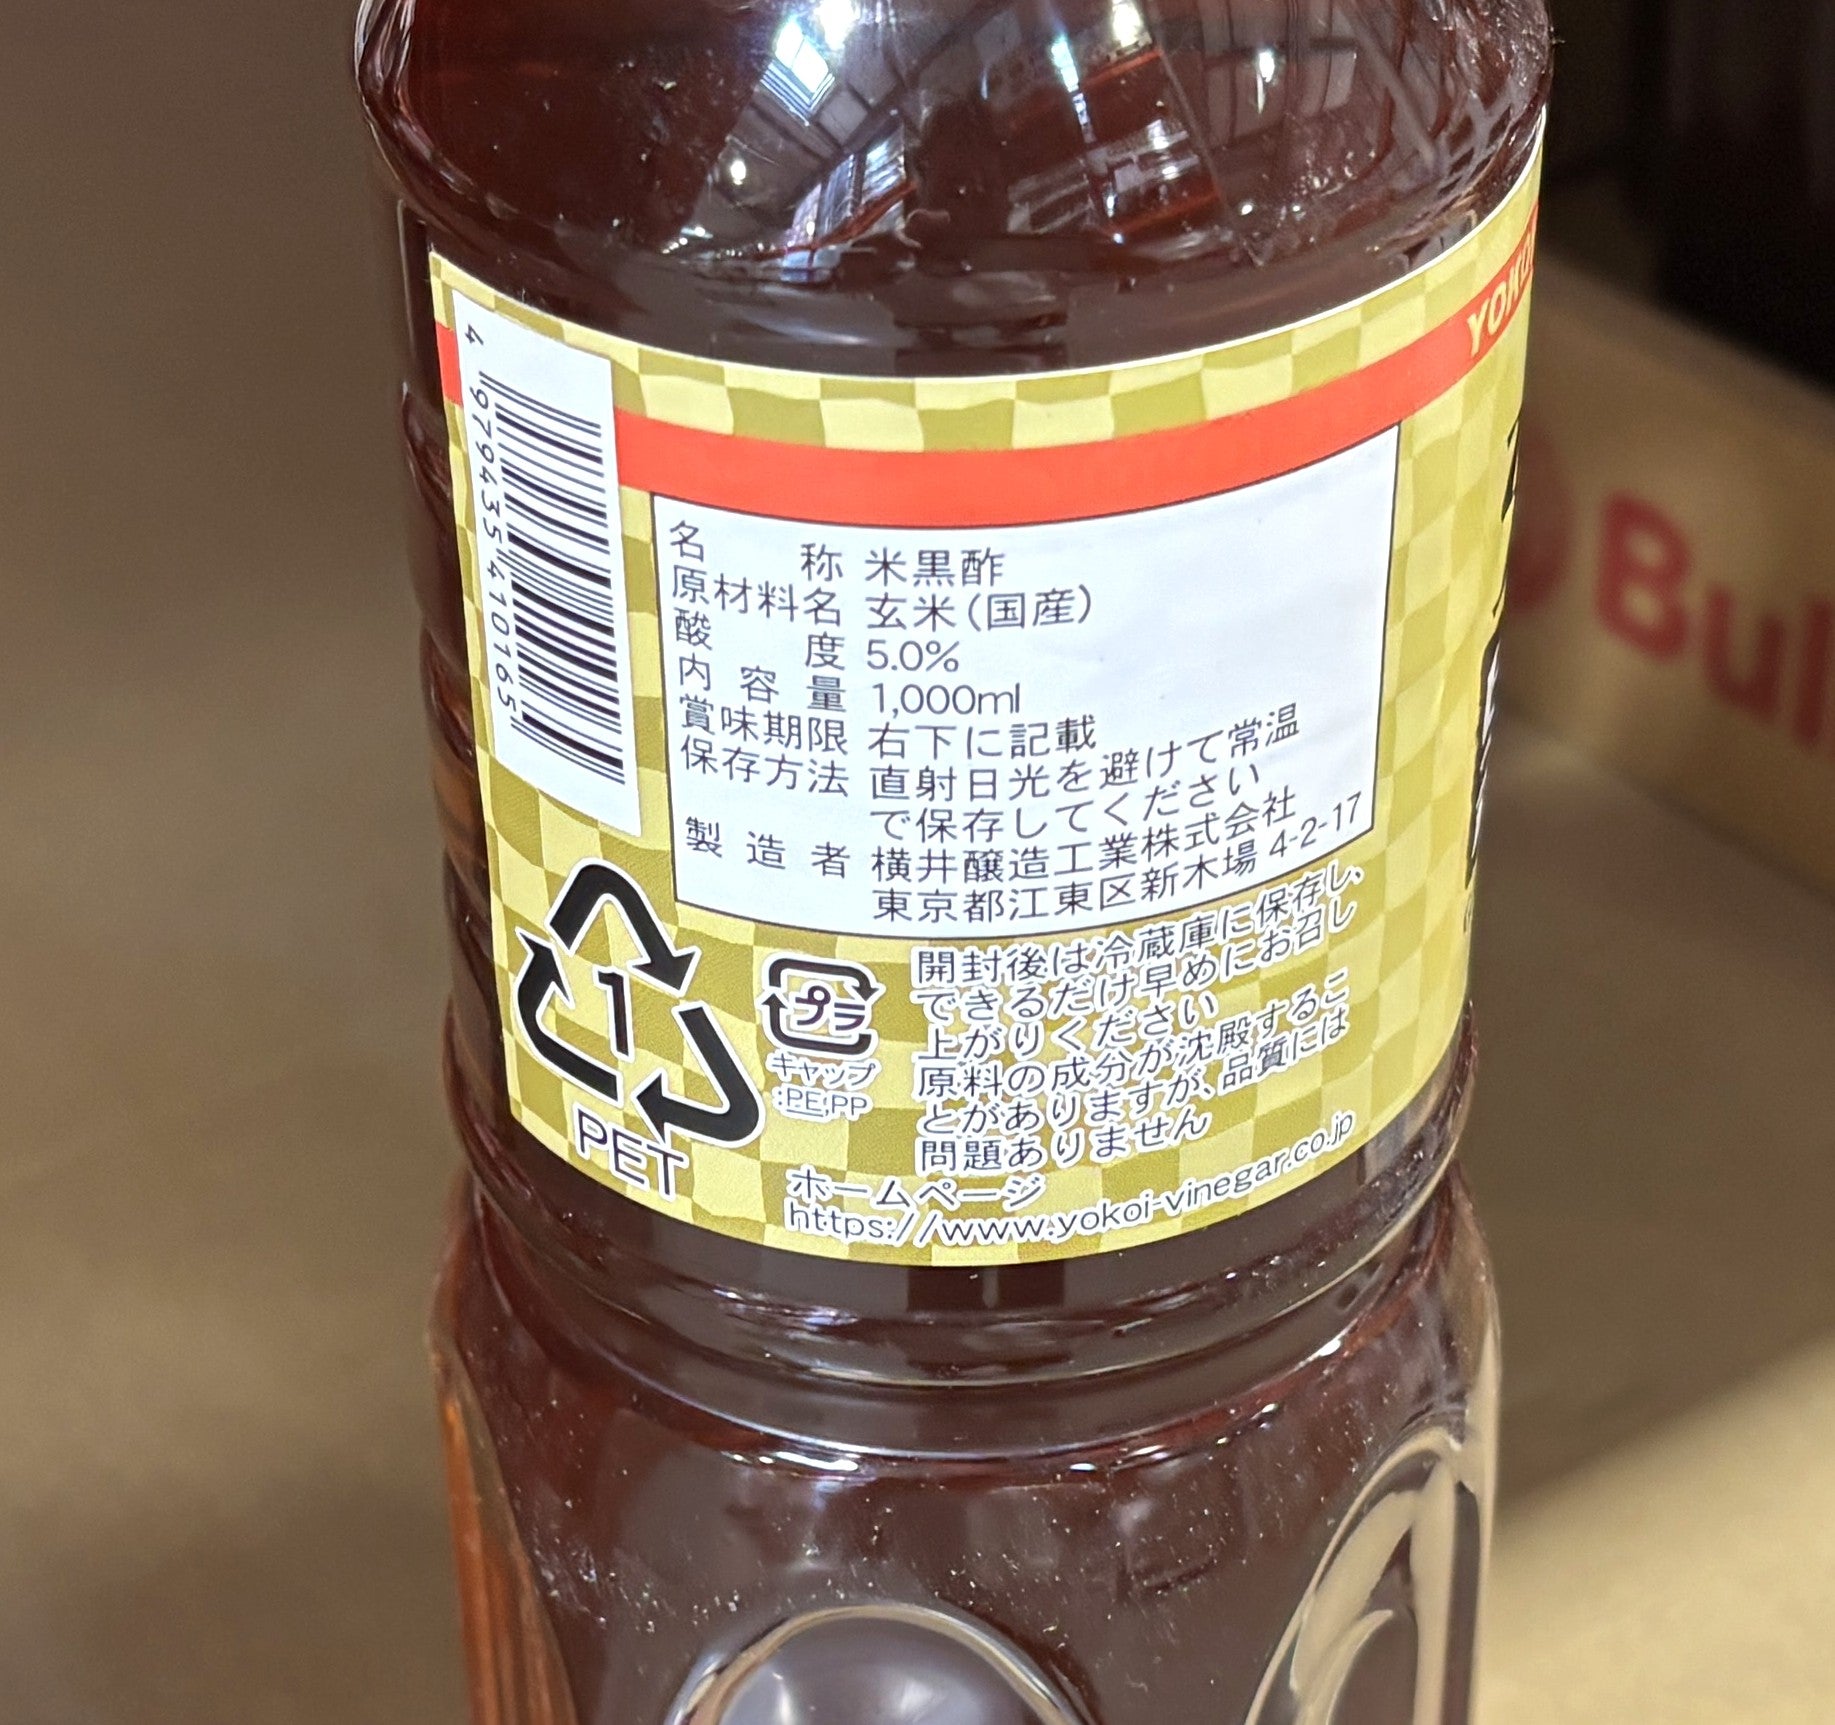 YOKOI
4 979435 410165
名称 米黒酢
原材料名 玄米(国産)
酸度 5.0%
内容量 1,000ml
賞味期限 右下に記載
保存方法 直射日光を避けて常温
で保存してください
製造者 横井醸造工業株式会社
東京都江東区新木場 4-2-17
開封後は冷蔵庫に保存し、
できるだけ早めにお召し
上がりください
原料の成分が沈殿するこ
とがありますが、品質には
問題ありません
1
PET
プラ
キャップ
:PE,PP
ホームページ
https://www.yokoi-vinegar.co.jp
Bul